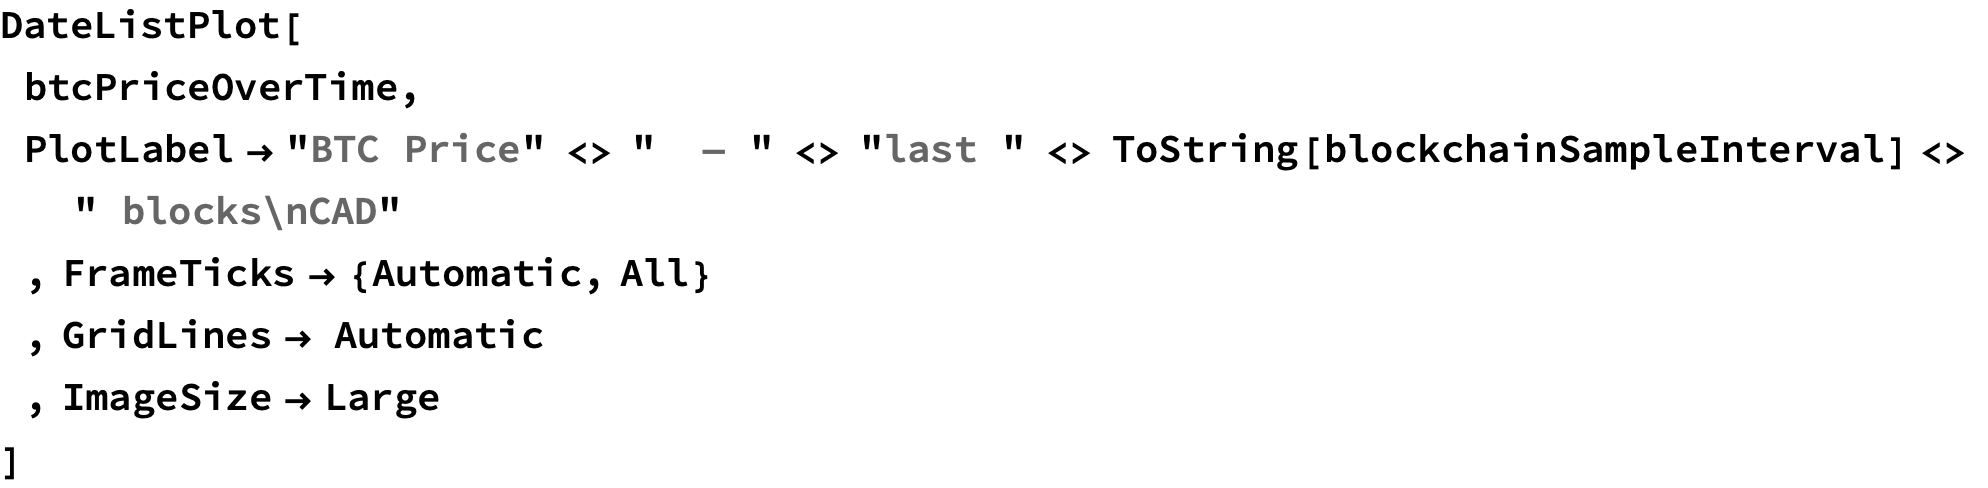 DateListPlot[
btcPriceOverTime,
PlotLabel → "BTC Price" <> "  – " <> "last " <> ToString[blockchainSampleInterval] <>
" blocks\nCAD"
, FrameTicks → {Automatic, All}
, GridLines → Automatic
, ImageSize → Large
]